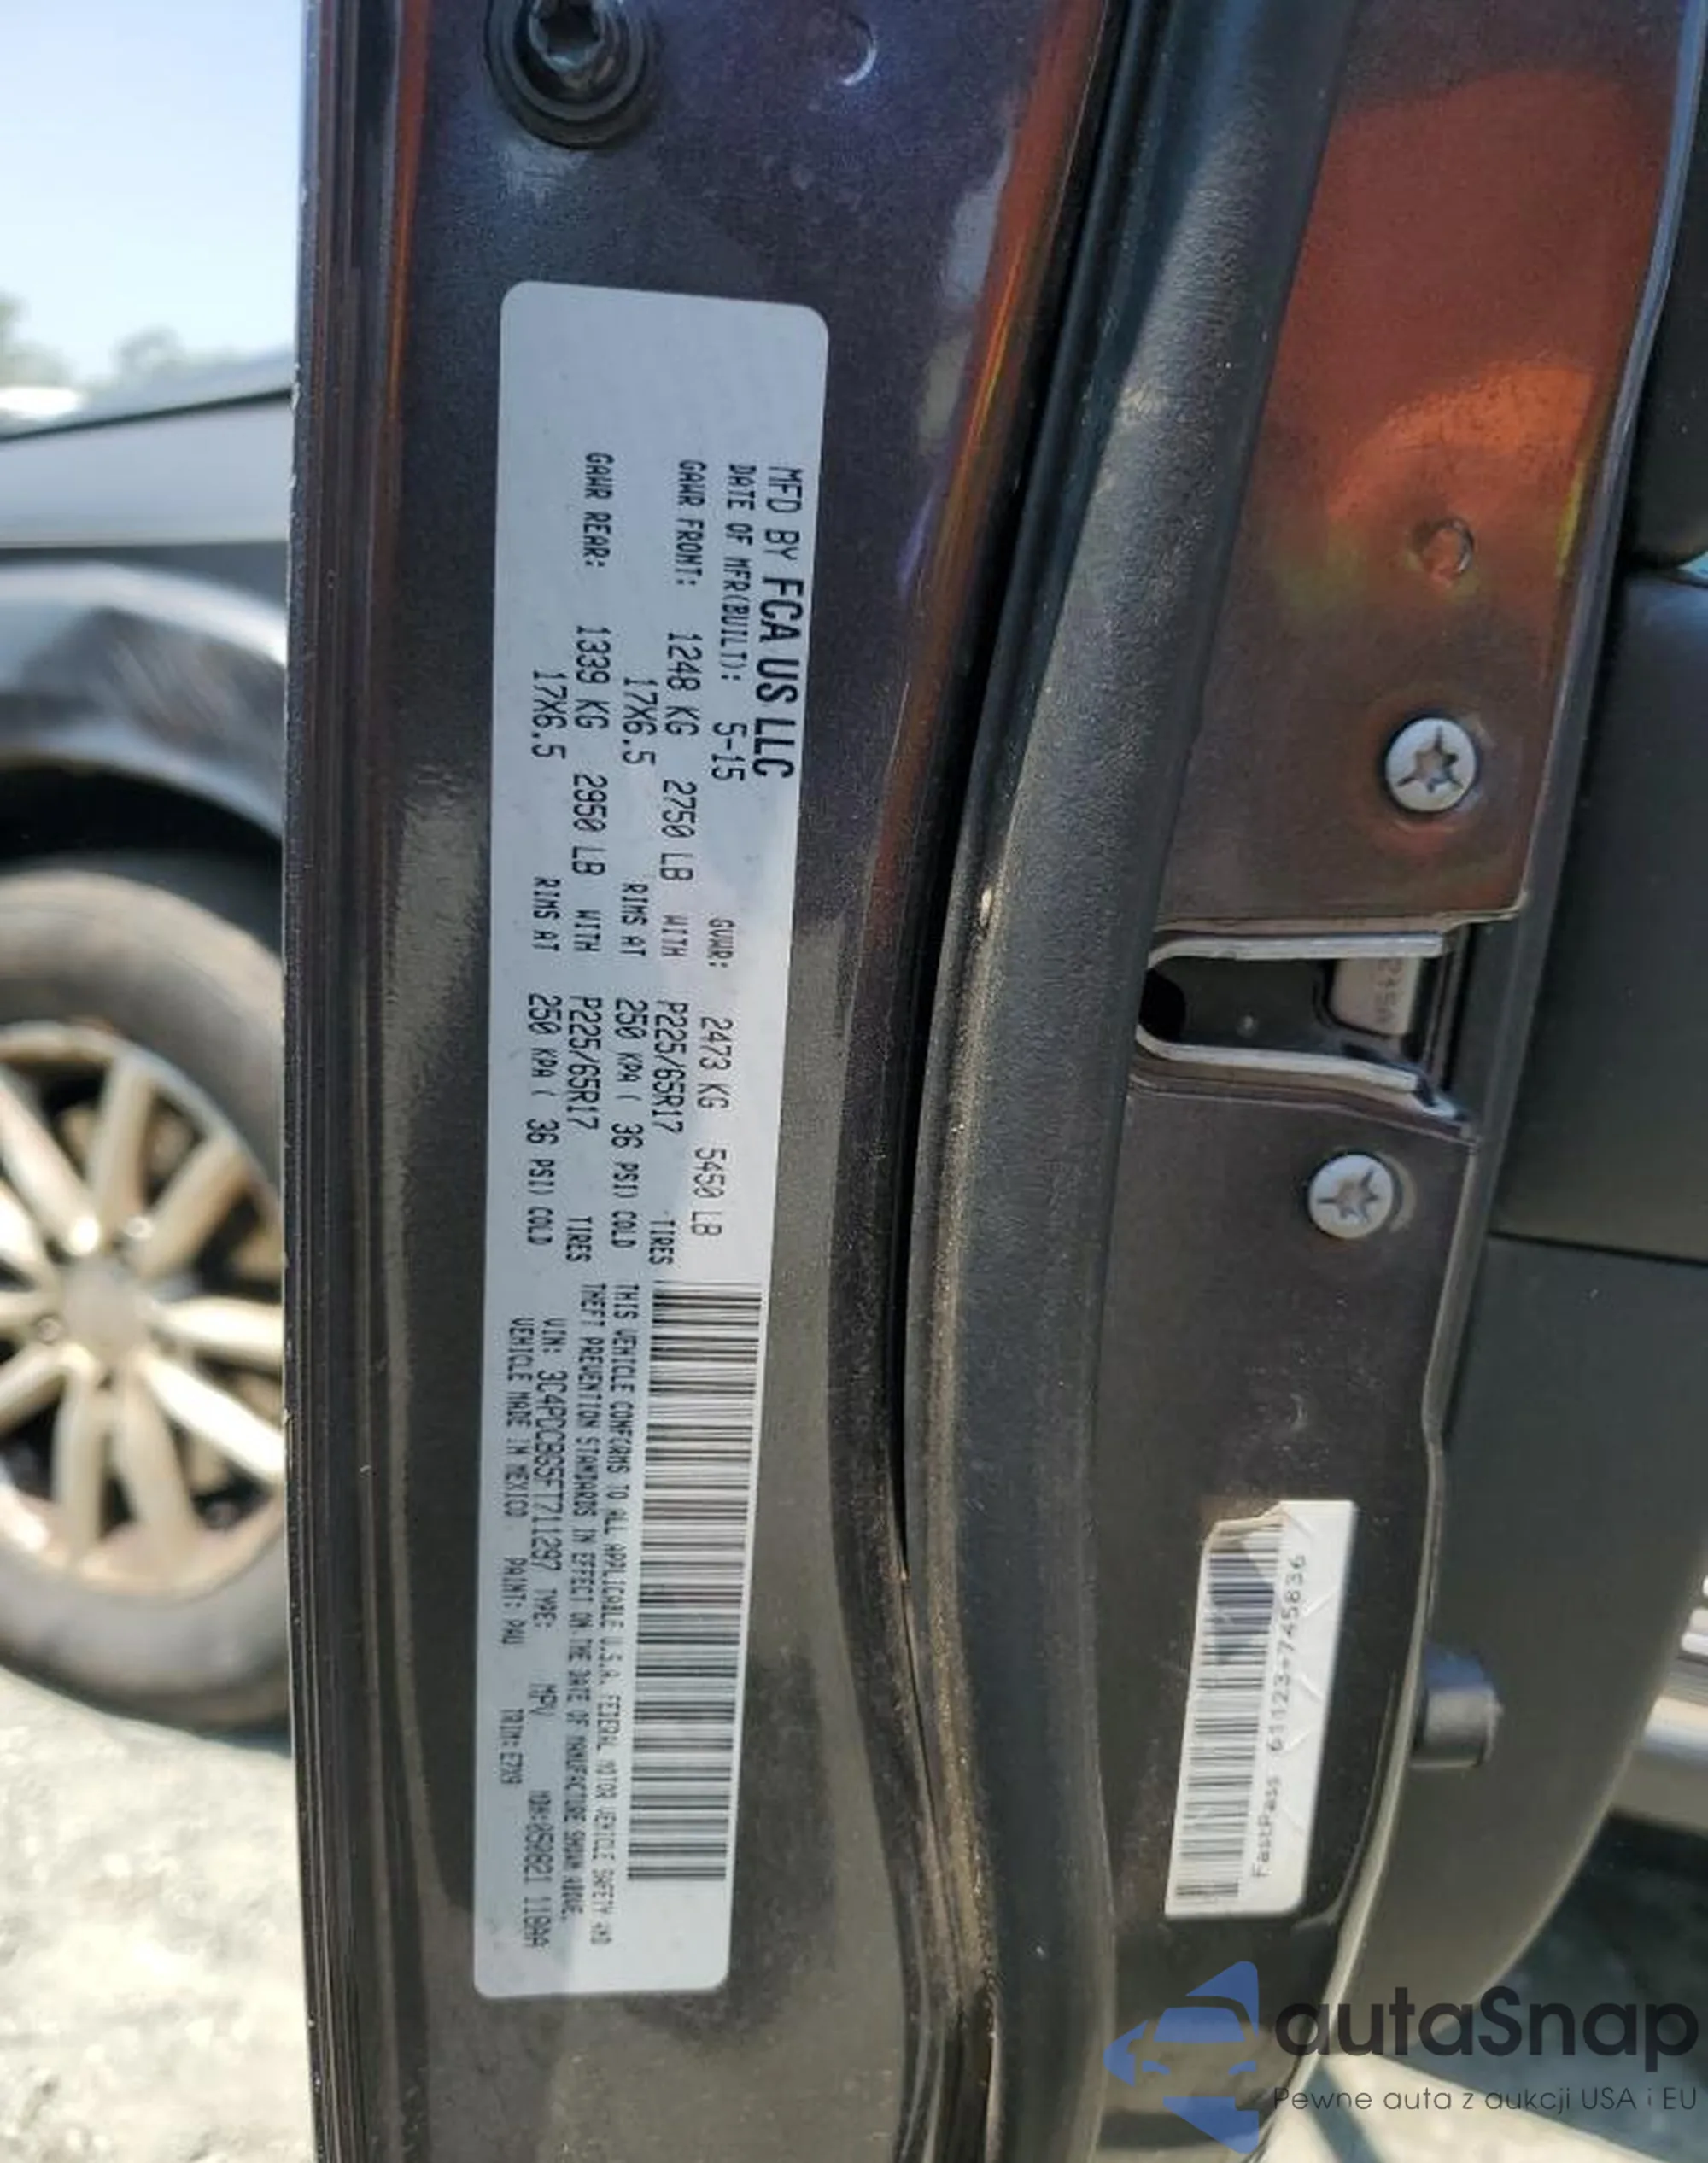 MFD BY FCA US LLC
DATE OF MFR(BUILT): 5-15 GVWR: 2473 KG 5450 LB
GAWR FRONT: 1248 KG 2750 LB WITH P225/65R17 TIRES
17X6.5 RIMS AT 250 KPA ( 36 PSI) COLD
GAWR REAR: 1339 KG 2950 LB WITH P225/65R17 TIRES
17X6.5 RIMS AT 250 KPA ( 36 PSI) COLD
THIS VEHICLE CONFORMS TO ALL APPLICABLE U.S.A. FEDERAL MOTOR VEHICLE SAFETY AND
THEFT PREVENTION STANDARDS IN EFFECT ON THE DATE OF MANUFACTURE SHOWN ABOVE.
VIN: 3C4PDCBG5FT711297 TYPE: MPV MDH:050621 118AA
VEHICLE MADE IN MEXICO PAINT: PAU TRIM: E7X9
FastPass 61123-745836
autaSnap
Pewne auta z aukcji USA i EU